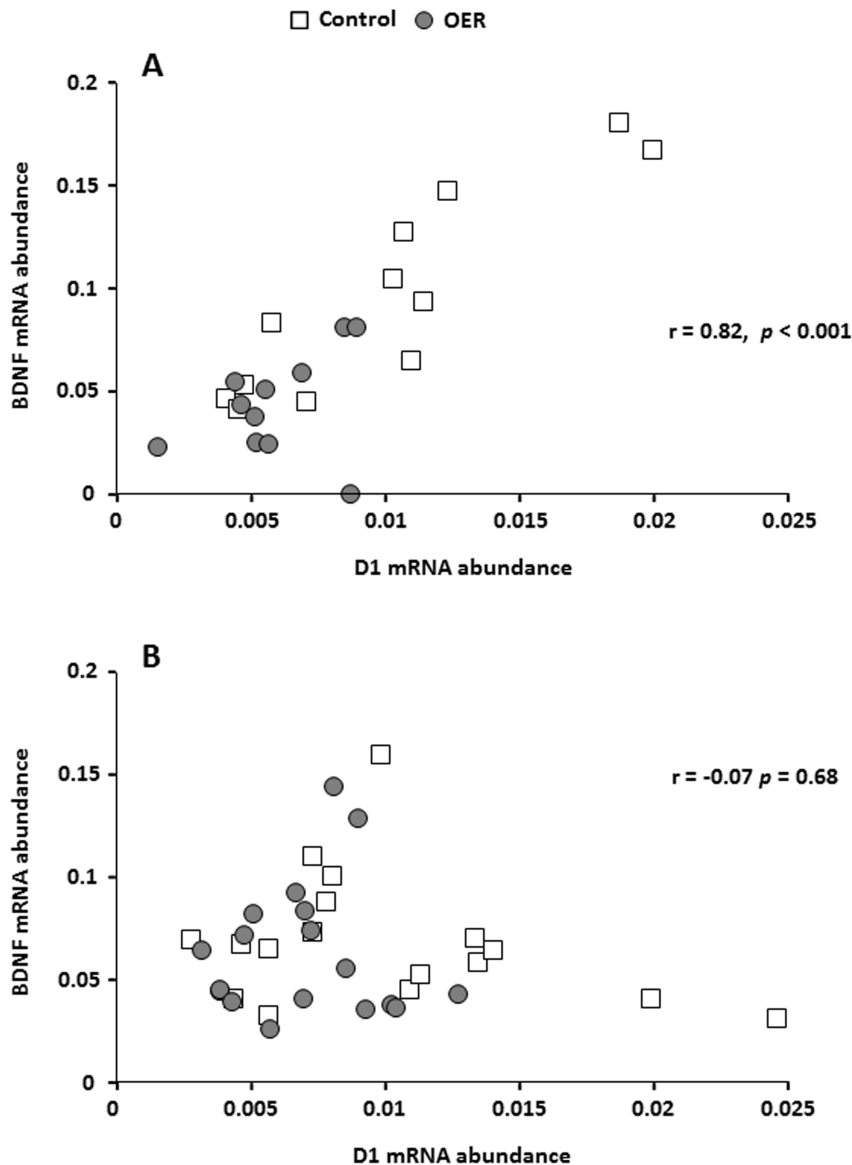 Control OER
A
0.2
0.15
0.1
0.05
0
BDNF mRNA abundance
r = 0.82, p < 0.001
0 0.005 0.01 0.015 0.02 0.025
D1 mRNA abundance
B
0.2
0.15
0.1
0.05
0
BDNF mRNA abundance
r = -0.07 p = 0.68
0 0.005 0.01 0.015 0.02 0.025
D1 mRNA abundance